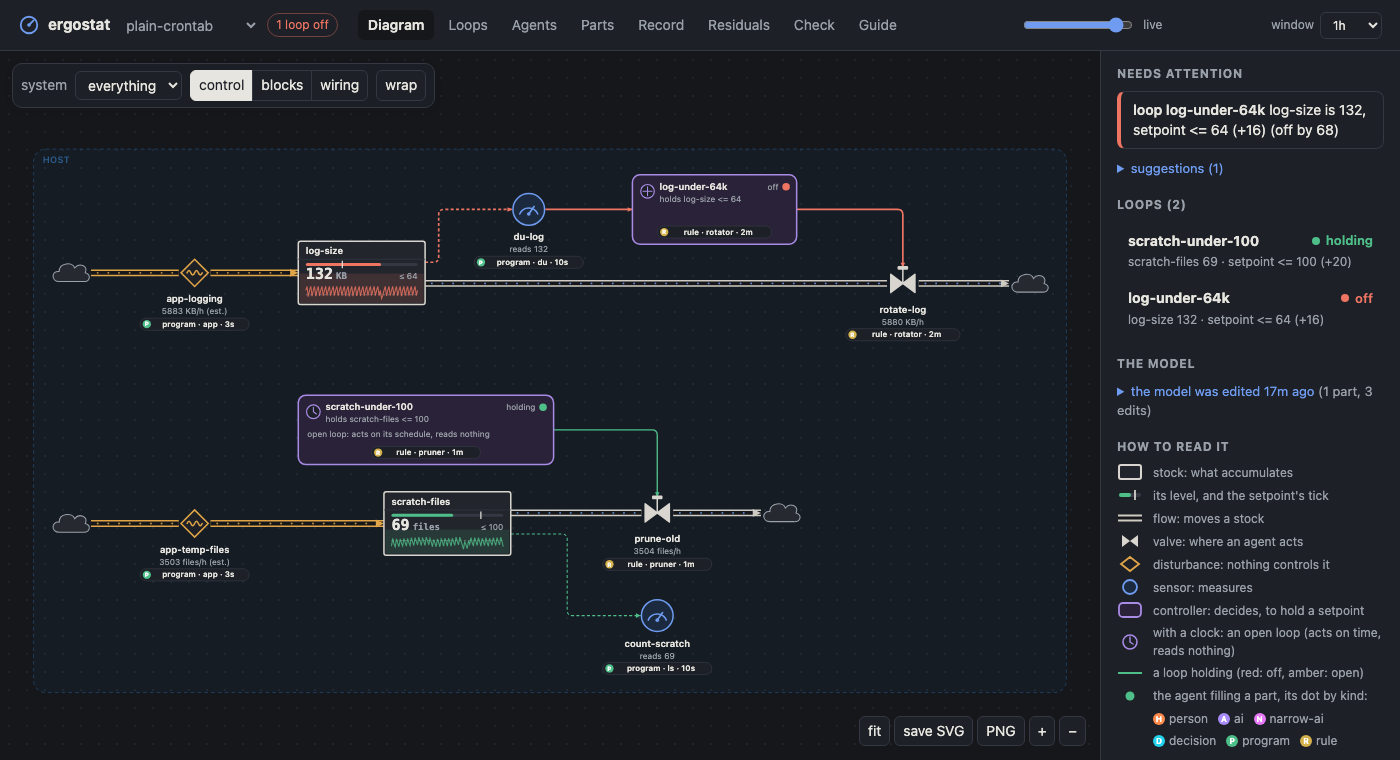 ergostat
plain-crontab
1 loop off
Diagram
Loops
Agents
Parts
Record
Residuals
Check
Guide
live
window
1h
system
everything
control
blocks
wiring
wrap
HOST
log-under-64k
off
holds log-size <= 64
rule · rotator · 2m
du-log
reads 132
program · du · 10s
log-size
132 KB
≤ 64
app-logging
5883 KB/h (est.)
program · app · 3s
rotate-log
5880 KB/h
rule · rotator · 2m
scratch-under-100
holding
holds scratch-files <= 100
open loop: acts on its schedule, reads nothing
rule · pruner · 1m
scratch-files
69 files
≤ 100
app-temp-files
3503 files/h (est.)
program · app · 3s
prune-old
3504 files/h
rule · pruner · 1m
count-scratch
reads 69
program · ls · 10s
fit
save SVG
PNG
+
−
NEEDS ATTENTION
loop log-under-64k log-size is 132,
setpoint <= 64 (+16) (off by 68)
suggestions (1)
LOOPS (2)
scratch-under-100
holding
scratch-files 69 · setpoint <= 100 (+20)
log-under-64k
off
log-size 132 · setpoint <= 64 (+16)
THE MODEL
the model was edited 17m ago (1 part, 3
edits)
HOW TO READ IT
stock: what accumulates
its level, and the setpoint's tick
flow: moves a stock
valve: where an agent acts
disturbance: nothing controls it
sensor: measures
controller: decides, to hold a setpoint
with a clock: an open loop (acts on time,
reads nothing)
a loop holding (red: off, amber: open)
the agent filling a part, its dot by kind:
H person A ai N narrow-ai
D decision P program R rule